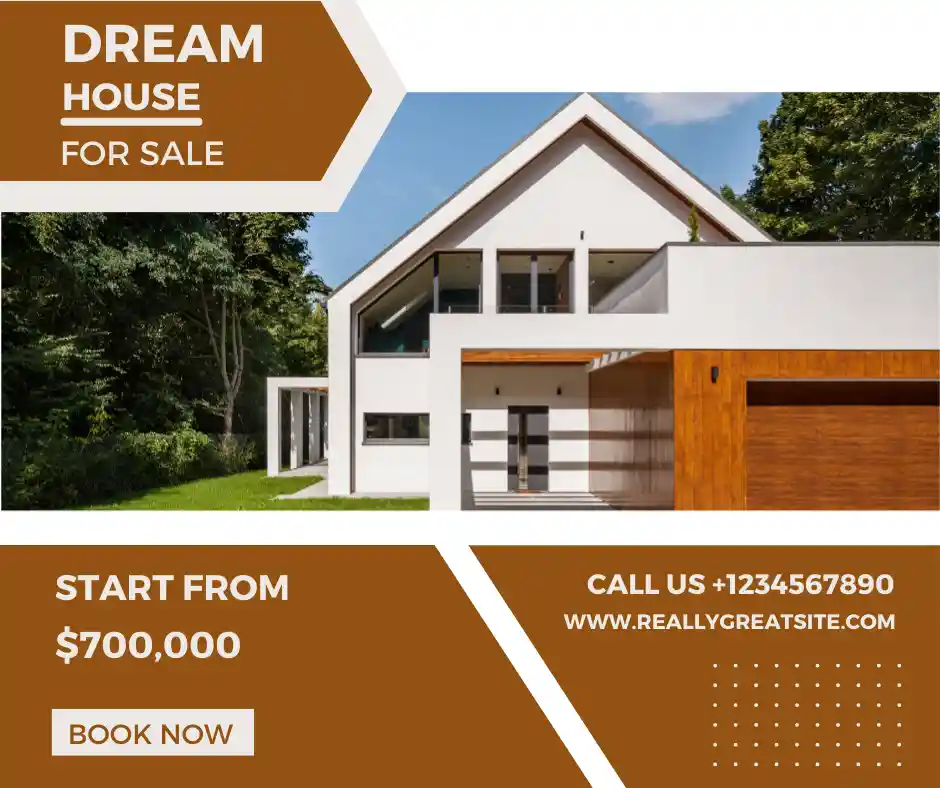 DREAM
HOUSE
FOR SALE
START FROM
$700,000
BOOK NOW
CALL US +1234567890
WWW.REALLYGREATSITE.COM